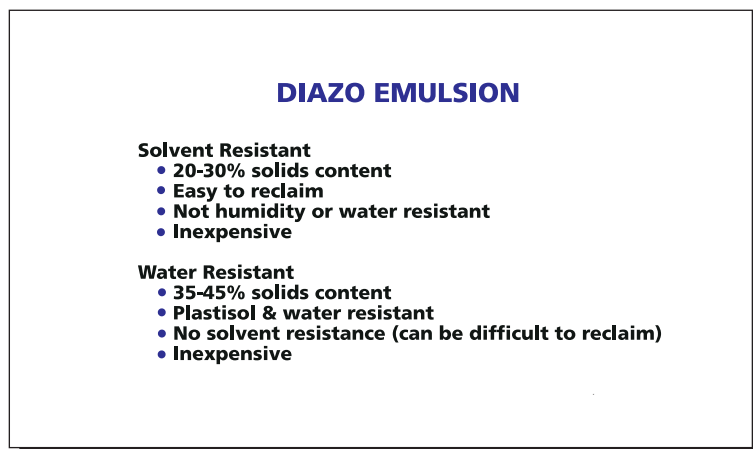 DIAZO EMULSION
Solvent Resistant
• 20-30% solids content
• Easy to reclaim
• Not humidity or water resistant
• Inexpensive
Water Resistant
• 35-45% solids content
• Plastisol & water resistant
• No solvent resistance (can be difficult to reclaim)
• Inexpensive